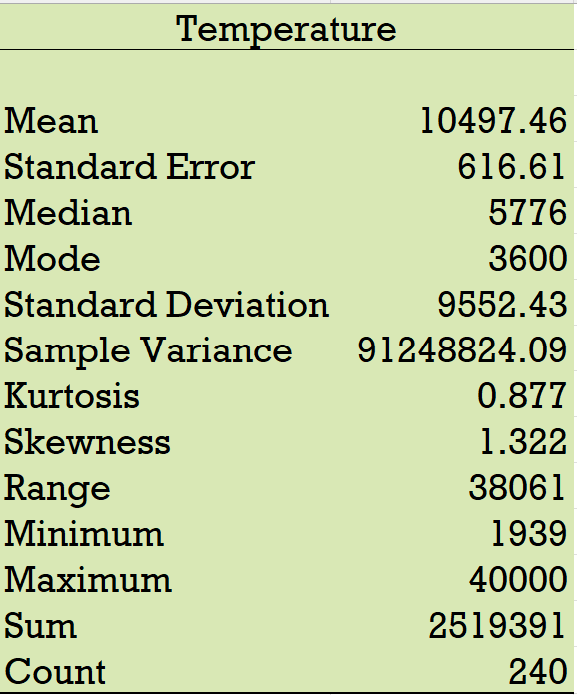 Temperature
Mean 10497.46
Standard Error 616.61
Median 5776
Mode 3600
Standard Deviation 9552.43
Sample Variance 91248824.09
Kurtosis 0.877
Skewness 1.322
Range 38061
Minimum 1939
Maximum 40000
Sum 2519391
Count 240